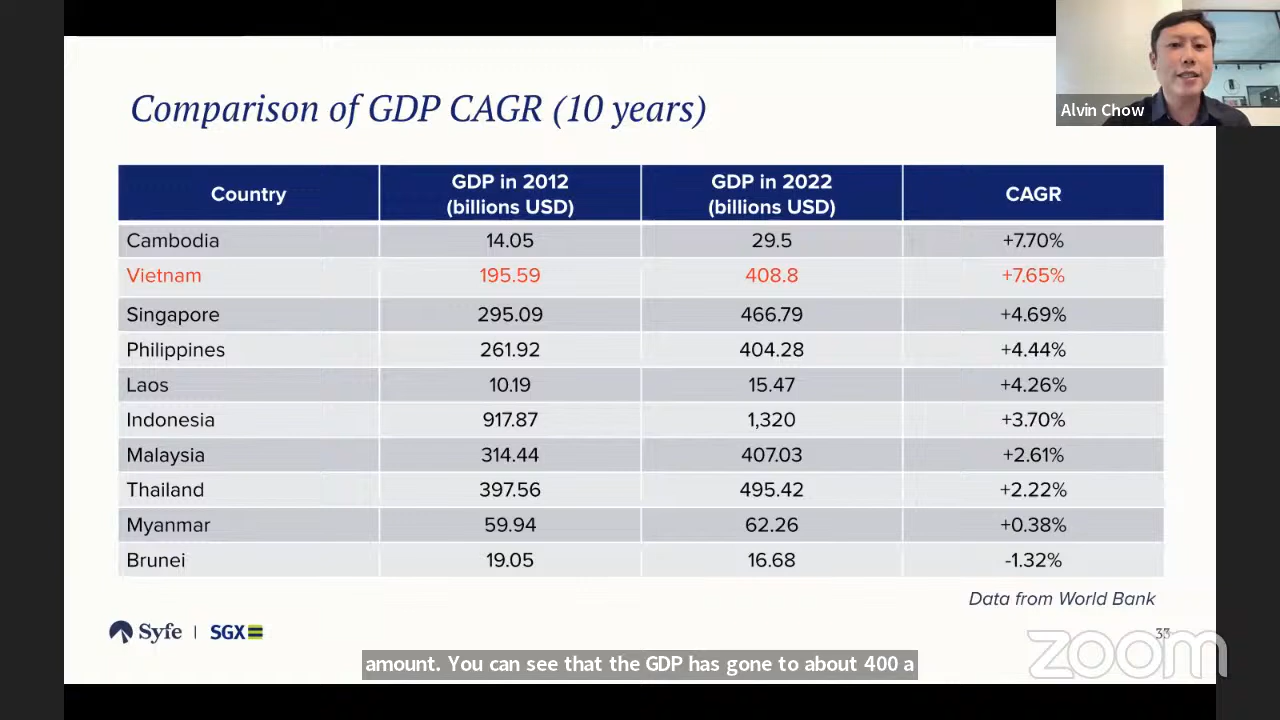 Alvin Chow
Comparison of GDP CAGR (10 years)
Country GDP in 2012 (billions USD) GDP in 2022 (billions USD) CAGR
Cambodia 14.05 29.5 +7.70%
Vietnam 195.59 408.8 +7.65%
Singapore 295.09 466.79 +4.69%
Philippines 261.92 404.28 +4.44%
Laos 10.19 15.47 +4.26%
Indonesia 917.87 1,320 +3.70%
Malaysia 314.44 407.03 +2.61%
Thailand 397.56 495.42 +2.22%
Myanmar 59.94 62.26 +0.38%
Brunei 19.05 16.68 -1.32%
Data from World Bank
Syfe | SGX
33
zoom
amount. You can see that the GDP has gone to about 400 a